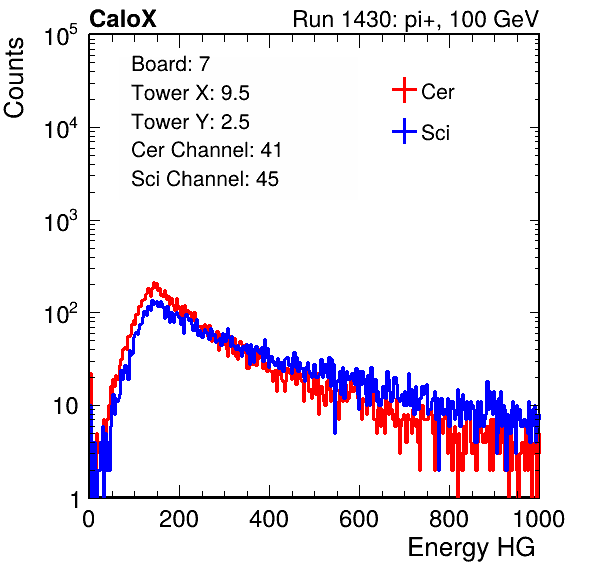 CaloX Run 1430: pi+, 100 GeV
Board: 7
Tower X: 9.5
Tower Y: 2.5
Cer Channel: 41
Sci Channel: 45
Cer
Sci
Counts
10^5
10^4
10^3
10^2
10
1
0 200 400 600 800 1000
Energy HG